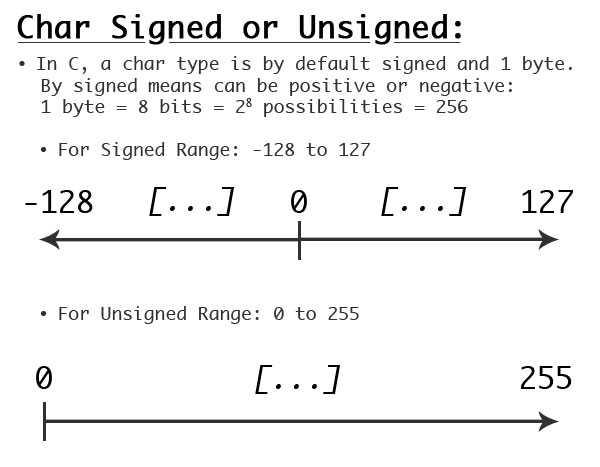 Char Signed or Unsigned:
• In C, a char type is by default signed and 1 byte.
By signed means can be positive or negative:
1 byte = 8 bits = 2⁸ possibilities = 256
• For Signed Range: -128 to 127
-128 [...] 0 [...] 127
• For Unsigned Range: 0 to 255
0 [...] 255